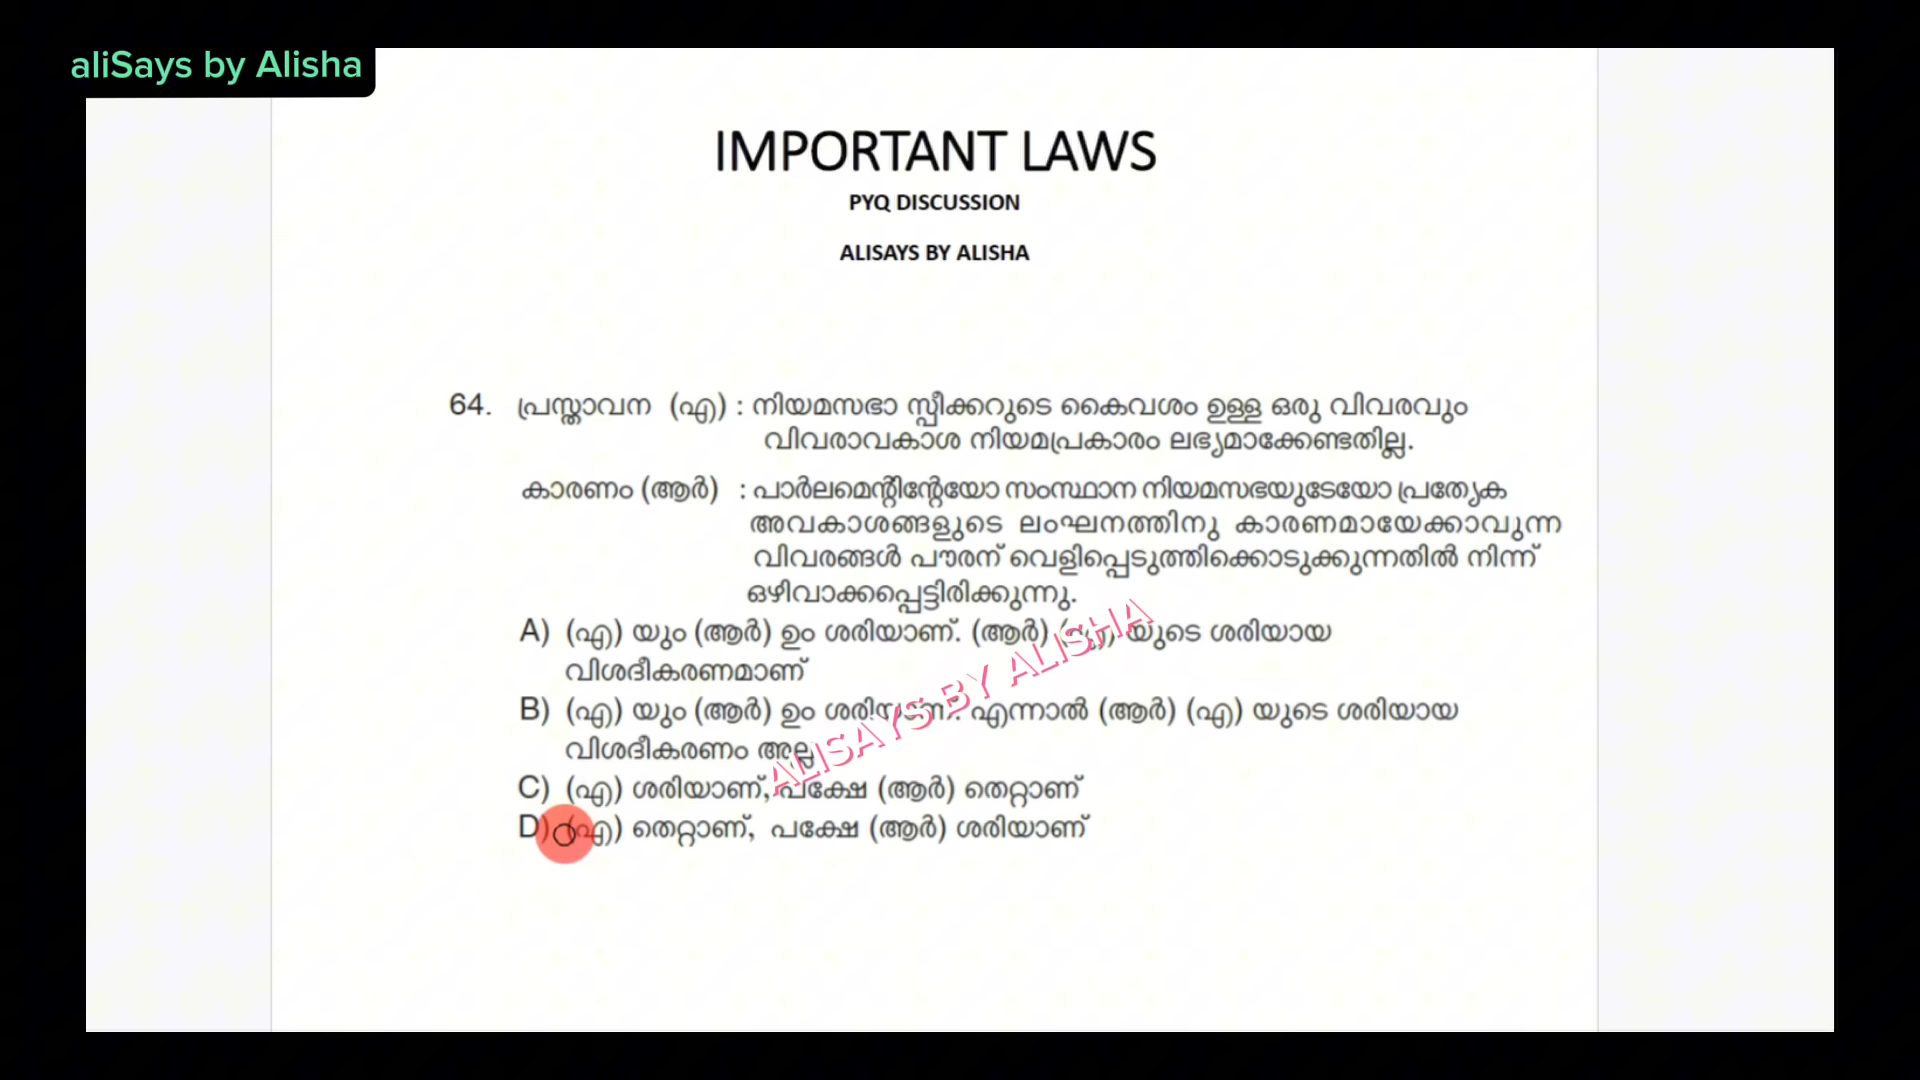 aliSays by Alisha
IMPORTANT LAWS
PYQ DISCUSSION
ALISAYS BY ALISHA
64. പ്രസ്താവന (എ) : നിയമസഭാ സ്പീക്കറുടെ കൈവശം ഉള്ള ഒരു വിവരവും
വിവരാവകാശ നിയമപ്രകാരം ലഭ്യമാക്കേണ്ടതില്ല.
കാരണം (ആർ) : പാർലമെന്റിന്റേയോ സംസ്ഥാന നിയമസഭയുടേയോ പ്രത്യേക
അവകാശങ്ങളുടെ ലംഘനത്തിനു കാരണമായേക്കാവുന്ന
വിവരങ്ങൾ പൗരന് വെളിപ്പെടുത്തിക്കൊടുക്കുന്നതിൽ നിന്ന്
ഒഴിവാക്കപ്പെട്ടിരിക്കുന്നു.
A) (എ) യും (ആർ) ഉം ശരിയാണ്. (ആർ) (എ) യുടെ ശരിയായ
വിശദീകരണമാണ്
B) (എ) യും (ആർ) ഉം ശരിയാണ്. എന്നാൽ (ആർ) (എ) യുടെ ശരിയായ
വിശദീകരണം അല്ല
C) (എ) ശരിയാണ്, പക്ഷേ (ആർ) തെറ്റാണ്
D) (എ) തെറ്റാണ്, പക്ഷേ (ആർ) ശരിയാണ്
ALISAYS BY ALISHA